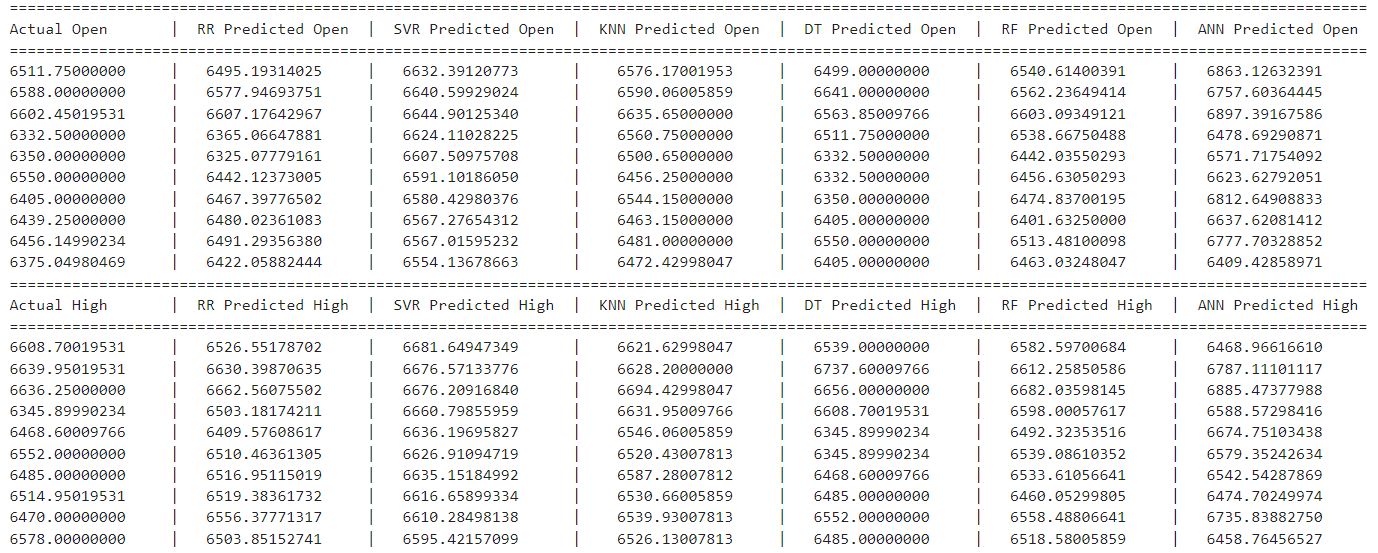 ====================================================================================================================================================
Actual Open | RR Predicted Open | SVR Predicted Open | KNN Predicted Open | DT Predicted Open | RF Predicted Open | ANN Predicted Open
====================================================================================================================================================
6511.75000000 | 6495.19314025 | 6632.39120773 | 6576.17001953 | 6499.00000000 | 6540.61400391 | 6863.12632391
6588.00000000 | 6577.94693751 | 6640.59929024 | 6590.06005859 | 6641.00000000 | 6562.23649414 | 6757.60364445
6602.45019531 | 6607.17642967 | 6644.90125340 | 6635.65000000 | 6563.85009766 | 6603.09349121 | 6897.39167586
6332.50000000 | 6365.06647881 | 6624.11028225 | 6560.75000000 | 6511.75000000 | 6538.66750488 | 6478.69290871
6350.00000000 | 6325.07779161 | 6607.50975708 | 6500.65000000 | 6332.50000000 | 6442.03550293 | 6571.71754092
6550.00000000 | 6442.12373005 | 6591.10186050 | 6456.25000000 | 6332.50000000 | 6456.63050293 | 6623.62792051
6405.00000000 | 6467.39776502 | 6580.42980376 | 6544.15000000 | 6350.00000000 | 6474.83700195 | 6812.64908833
6439.25000000 | 6480.02361083 | 6567.27654312 | 6463.15000000 | 6405.00000000 | 6401.63250000 | 6637.62081412
6456.14990234 | 6491.29356380 | 6567.01595232 | 6481.00000000 | 6550.00000000 | 6513.48100098 | 6777.70328852
6375.04980469 | 6422.05882444 | 6554.13678663 | 6472.42998047 | 6405.00000000 | 6463.03248047 | 6409.42858971
====================================================================================================================================================
Actual High | RR Predicted High | SVR Predicted High | KNN Predicted High | DT Predicted High | RF Predicted High | ANN Predicted High
====================================================================================================================================================
6608.70019531 | 6526.55178702 | 6681.64947349 | 6621.62998047 | 6539.00000000 | 6582.59700684 | 6468.96616610
6639.95019531 | 6630.39870635 | 6676.57133776 | 6628.20000000 | 6737.60009766 | 6612.25850586 | 6787.11101117
6636.25000000 | 6662.56075502 | 6676.20916840 | 6694.42998047 | 6656.00000000 | 6682.03598145 | 6885.47377988
6345.89990234 | 6503.18174211 | 6660.79855959 | 6631.95009766 | 6608.70019531 | 6598.00057617 | 6588.57298416
6468.60009766 | 6409.57608617 | 6636.19695827 | 6546.06005859 | 6345.89990234 | 6492.32353516 | 6674.75103438
6552.00000000 | 6510.46361305 | 6626.91094719 | 6520.43007813 | 6345.89990234 | 6539.08610352 | 6579.35242634
6485.00000000 | 6516.95115019 | 6635.15184992 | 6587.28007812 | 6468.60009766 | 6533.61056641 | 6542.54287869
6514.95019531 | 6519.38361732 | 6616.65899334 | 6530.66005859 | 6485.00000000 | 6460.05299805 | 6474.70249974
6470.00000000 | 6556.37771317 | 6610.28498138 | 6539.93007813 | 6552.00000000 | 6558.48806641 | 6735.83882750
6578.00000000 | 6503.85152741 | 6595.42157099 | 6526.13007813 | 6485.00000000 | 6518.58005859 | 6458.76456527